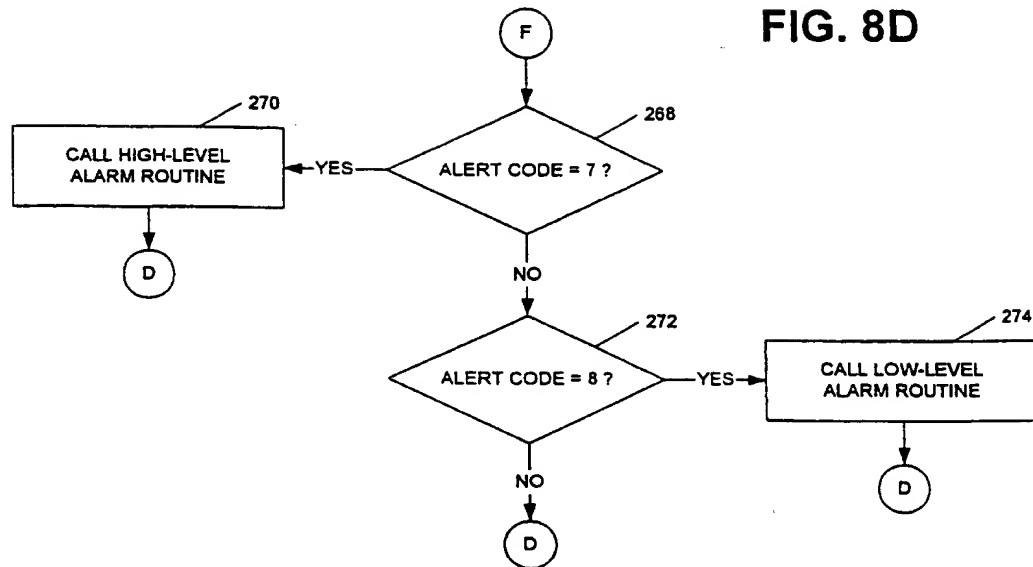 FIG. 8D
F
270
268
CALL HIGH-LEVEL
ALARM ROUTINE
YES
ALERT CODE = 7 ?
D
NO
272
274
ALERT CODE = 8 ?
YES
CALL LOW-LEVEL
ALARM ROUTINE
NO
D
D